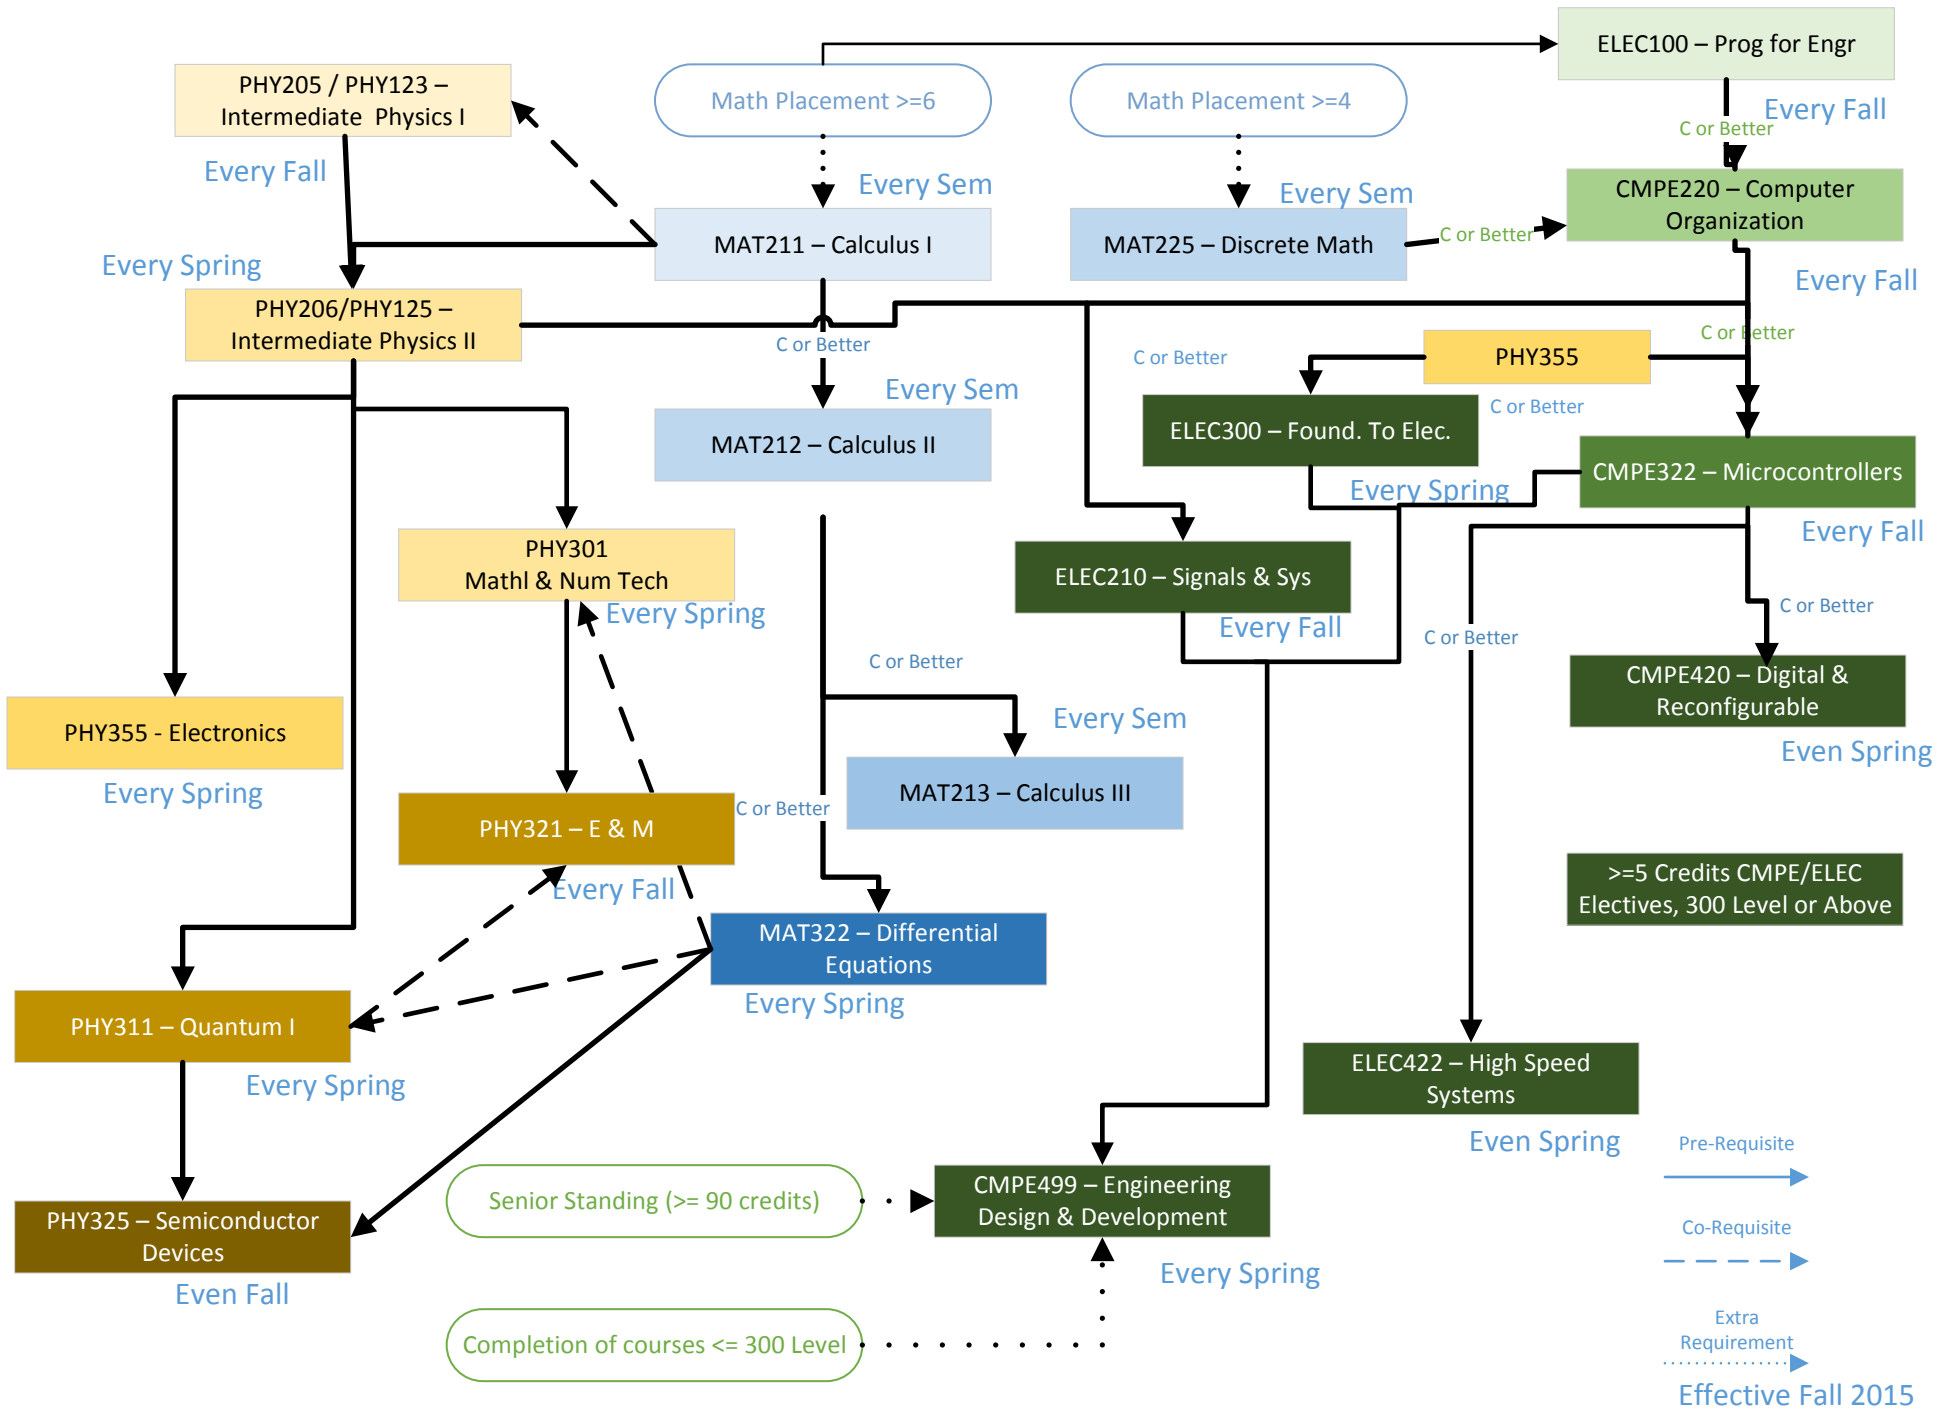 ELEC100 – Prog for Engr
PHY205 / PHY123 –
Intermediate  Physics I
Math Placement >=6
Math Placement >=4
Every Fall
C or Better
Every Fall
Every Sem
Every Sem
CMPE220 – Computer
Organization
MAT211 – Calculus I
MAT225 – Discrete Math
C or Better
Every Spring
Every Fall
PHY206/PHY125 –
Intermediate Physics II
C or Better
C or Better
C or Better
PHY355
Every Sem
C or Better
ELEC300 – Found. To Elec.
MAT212 – Calculus II
CMPE322 – Microcontrollers
Every Spring
Every Fall
PHY301
Mathl & Num Tech
ELEC210 – Signals & Sys
Every Spring
Every Fall
C or Better
C or Better
C or Better
CMPE420 – Digital &
Reconfigurable
PHY355 - Electronics
Every Sem
Even Spring
Every Spring
MAT213 – Calculus III
C or Better
PHY321 – E & M
Every Fall
>=5 Credits CMPE/ELEC
Electives, 300 Level or Above
MAT322 – Differential
Equations
Every Spring
PHY311 – Quantum I
Every Spring
ELEC422 – High Speed
Systems
Even Spring
Pre-Requisite
Senior Standing (>= 90 credits)
CMPE499 – Engineering
Design & Development
PHY325 – Semiconductor
Devices
Co-Requisite
Every Spring
Even Fall
Extra
Requirement
Completion of courses <= 300 Level
Effective Fall 2015